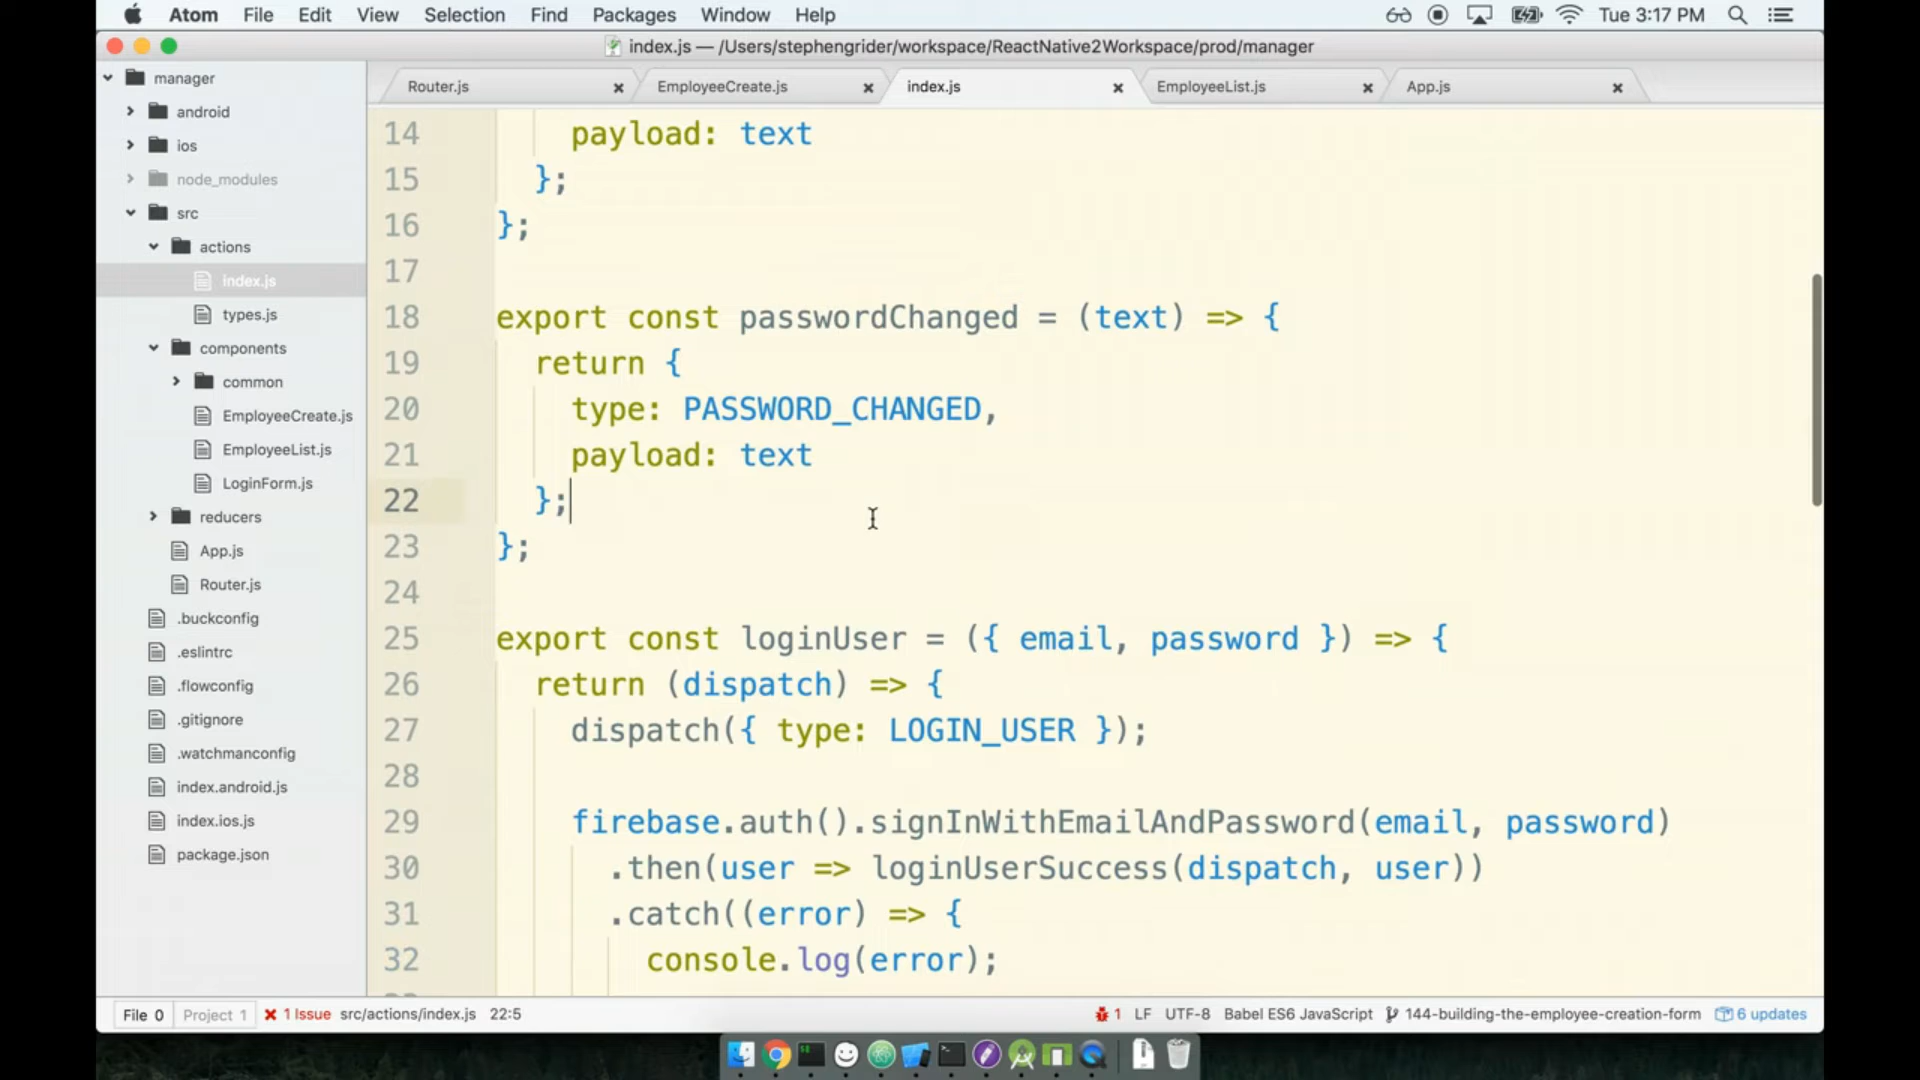 Atom File Edit View Selection Find Packages Window Help Tue 3:17 PM
index.js — /Users/stephengrider/workspace/ReactNative2Workspace/prod/manager
manager
android
ios
node_modules
src
actions
index.js
types.js
components
common
EmployeeCreate.js
EmployeeList.js
LoginForm.js
reducers
App.js
Router.js
.buckconfig
.eslintrc
.flowconfig
.gitignore
.watchmanconfig
index.android.js
index.ios.js
package.json
Router.js EmployeeCreate.js index.js EmployeeList.js App.js
14 payload: text
15 };
16 };
17
18 export const passwordChanged = (text) => {
19 return {
20 type: PASSWORD_CHANGED,
21 payload: text
22 };
23 };
24
25 export const loginUser = ({ email, password }) => {
26 return (dispatch) => {
27 dispatch({ type: LOGIN_USER });
28
29 firebase.auth().signInWithEmailAndPassword(email, password)
30 .then(user => loginUserSuccess(dispatch, user))
31 .catch((error) => {
32 console.log(error);
File 0 Project 1 1 Issue src/actions/index.js 22:5 1 LF UTF-8 Babel ES6 JavaScript 144-building-the-employee-creation-form 6 updates